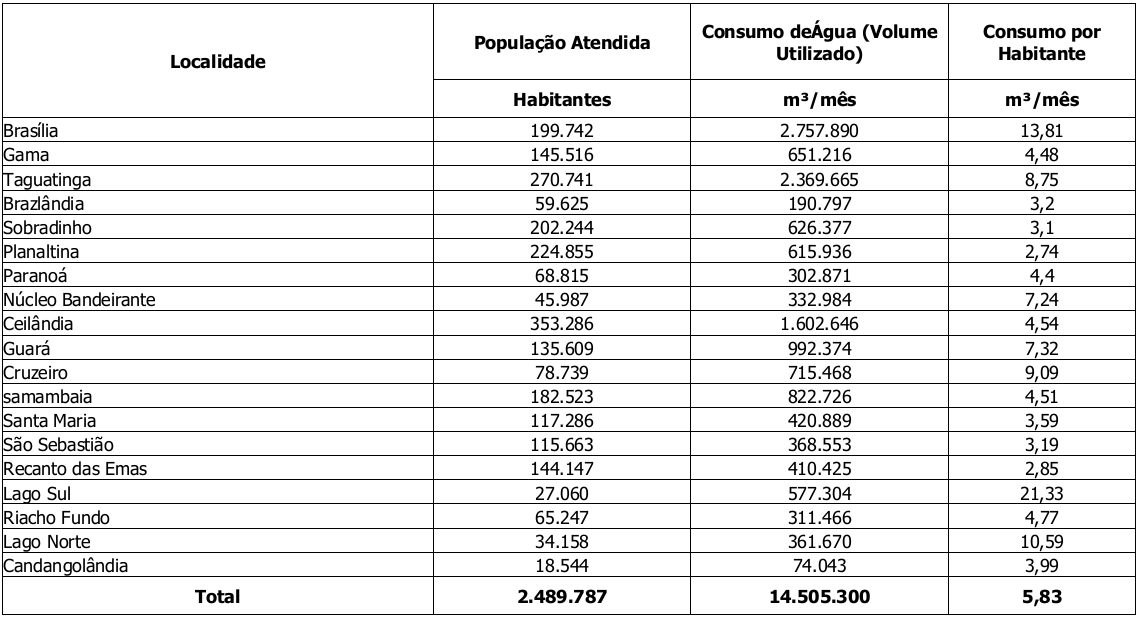 Localidade População Atendida Consumo deÁgua (Volume Utilizado) Consumo por Habitante
Habitantes m³/mês m³/mês
Brasília 199.742 2.757.890 13,81
Gama 145.516 651.216 4,48
Taguatinga 270.741 2.369.665 8,75
Brazlândia 59.625 190.797 3,2
Sobradinho 202.244 626.377 3,1
Planaltina 224.855 615.936 2,74
Paranoá 68.815 302.871 4,4
Núcleo Bandeirante 45.987 332.984 7,24
Ceilândia 353.286 1.602.646 4,54
Guará 135.609 992.374 7,32
Cruzeiro 78.739 715.468 9,09
samambaia 182.523 822.726 4,51
Santa Maria 117.286 420.889 3,59
São Sebastião 115.663 368.553 3,19
Recanto das Emas 144.147 410.425 2,85
Lago Sul 27.060 577.304 21,33
Riacho Fundo 65.247 311.466 4,77
Lago Norte 34.158 361.670 10,59
Candangolândia 18.544 74.043 3,99
Total 2.489.787 14.505.300 5,83